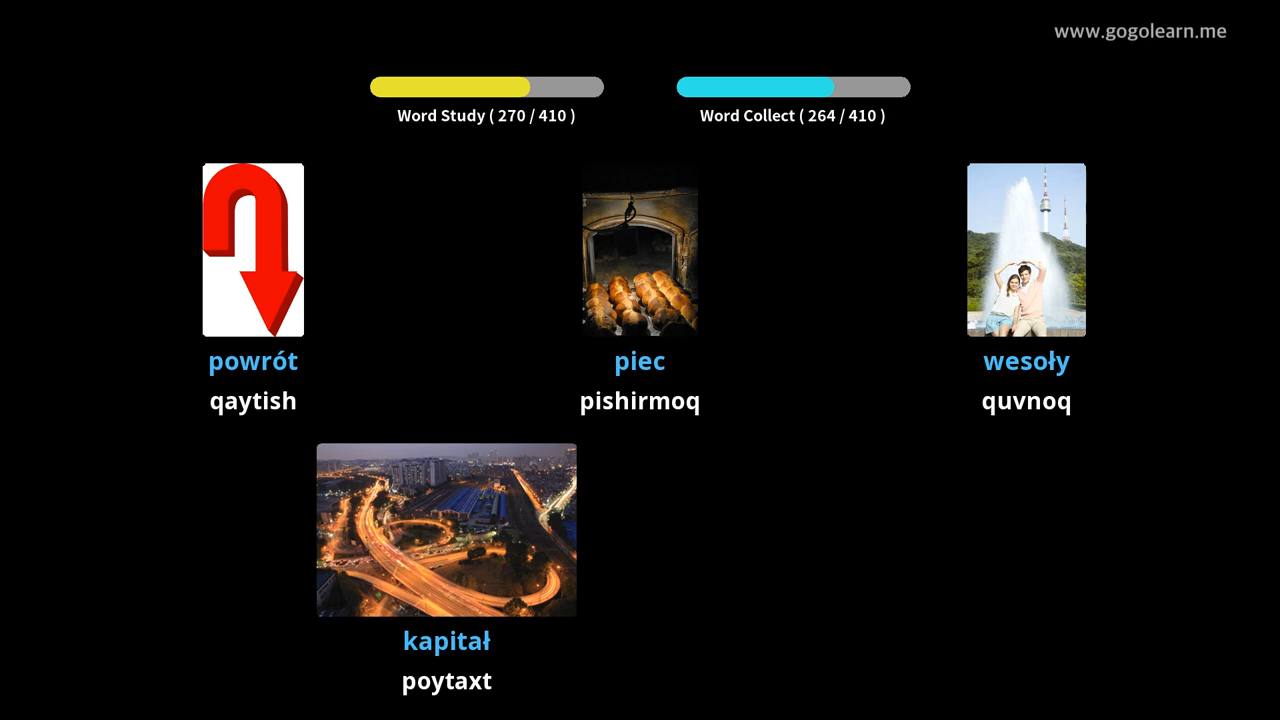 www.gogolearn.me
Word Study ( 270 / 410 )
Word Collect ( 264 / 410 )
powrót
qaytish
piec
pishirmoq
wesoły
quvnoq
kapitał
poytaxt